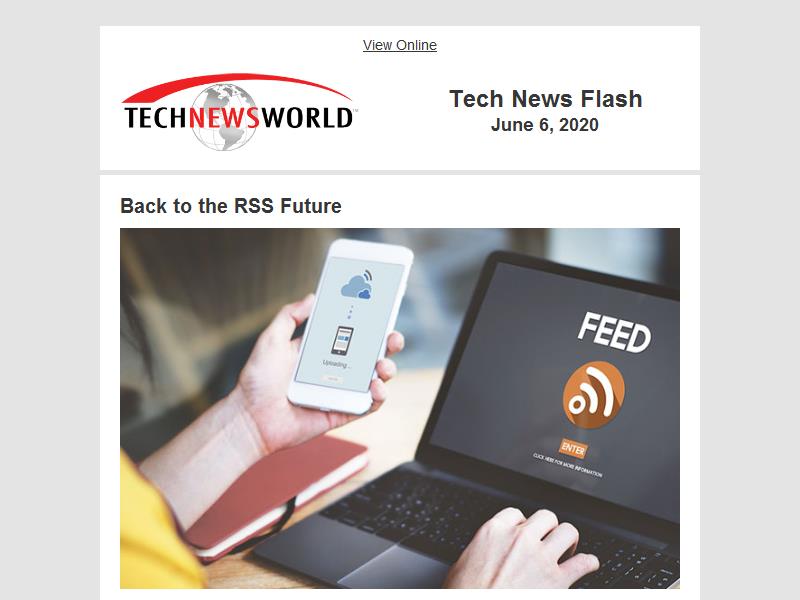 View Online
TECHNEWSWORLD™
Tech News Flash
June 6, 2020
Back to the RSS Future
Uploading...
FEED
ENTER
CLICK HERE FOR MORE INFORMATION